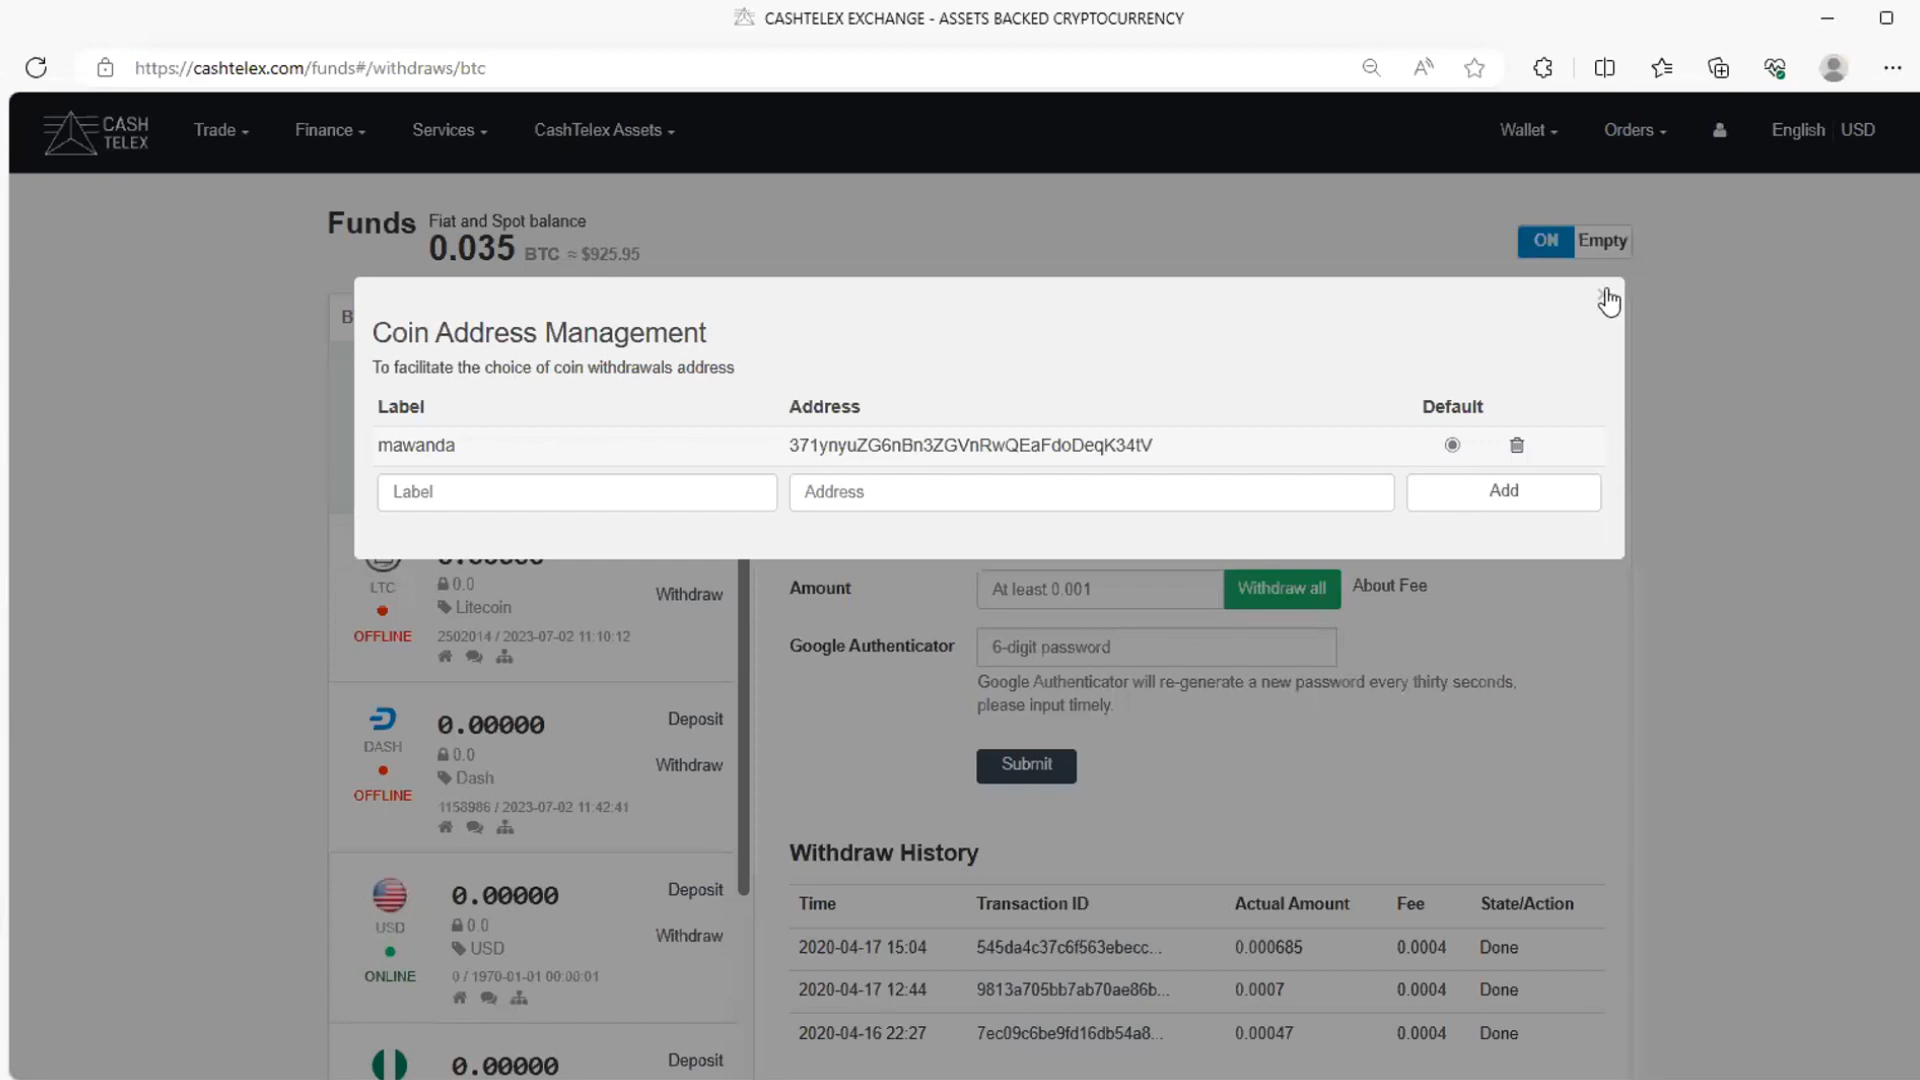 CASHTELEX EXCHANGE - ASSETS BACKED CRYPTOCURRENCY
https://cashtelex.com/funds#/withdraws/btc
CASH
TELEX
Trade
Finance
Services
CashTelex Assets
Wallet
Orders
English
USD
Funds
Fiat and Spot balance
0.035 BTC ≈ $925.95
ON Empty
B
Coin Address Management
To facilitate the choice of coin withdrawals address
Label Address Default
mawanda 371ynyuZG6nBn3ZGVnRwQEaFdoDeqK34tV
Label Address Add
LTC
0.0
Litecoin
Withdraw
OFFLINE
2502014 / 2023-07-02 11:10:12
DASH
0.00000
Deposit
0.0
Dash
Withdraw
OFFLINE
1158986 / 2023-07-02 11:42:41
USD
0.00000
Deposit
0.0
USD
Withdraw
ONLINE
0 / 1970-01-01 00:00:01
0.00000
Deposit
Amount At least 0.001 Withdraw all About Fee
Google Authenticator 6-digit password
Google Authenticator will re-generate a new password every thirty seconds,
please input timely.
Submit
Withdraw History
Time Transaction ID Actual Amount Fee State/Action
2020-04-17 15:04 545da4c37c6f563ebecc... 0.000685 0.0004 Done
2020-04-17 12:44 9813a705bb7ab70ae86b... 0.0007 0.0004 Done
2020-04-16 22:27 7ec09c6be9fd16db54a8... 0.00047 0.0004 Done